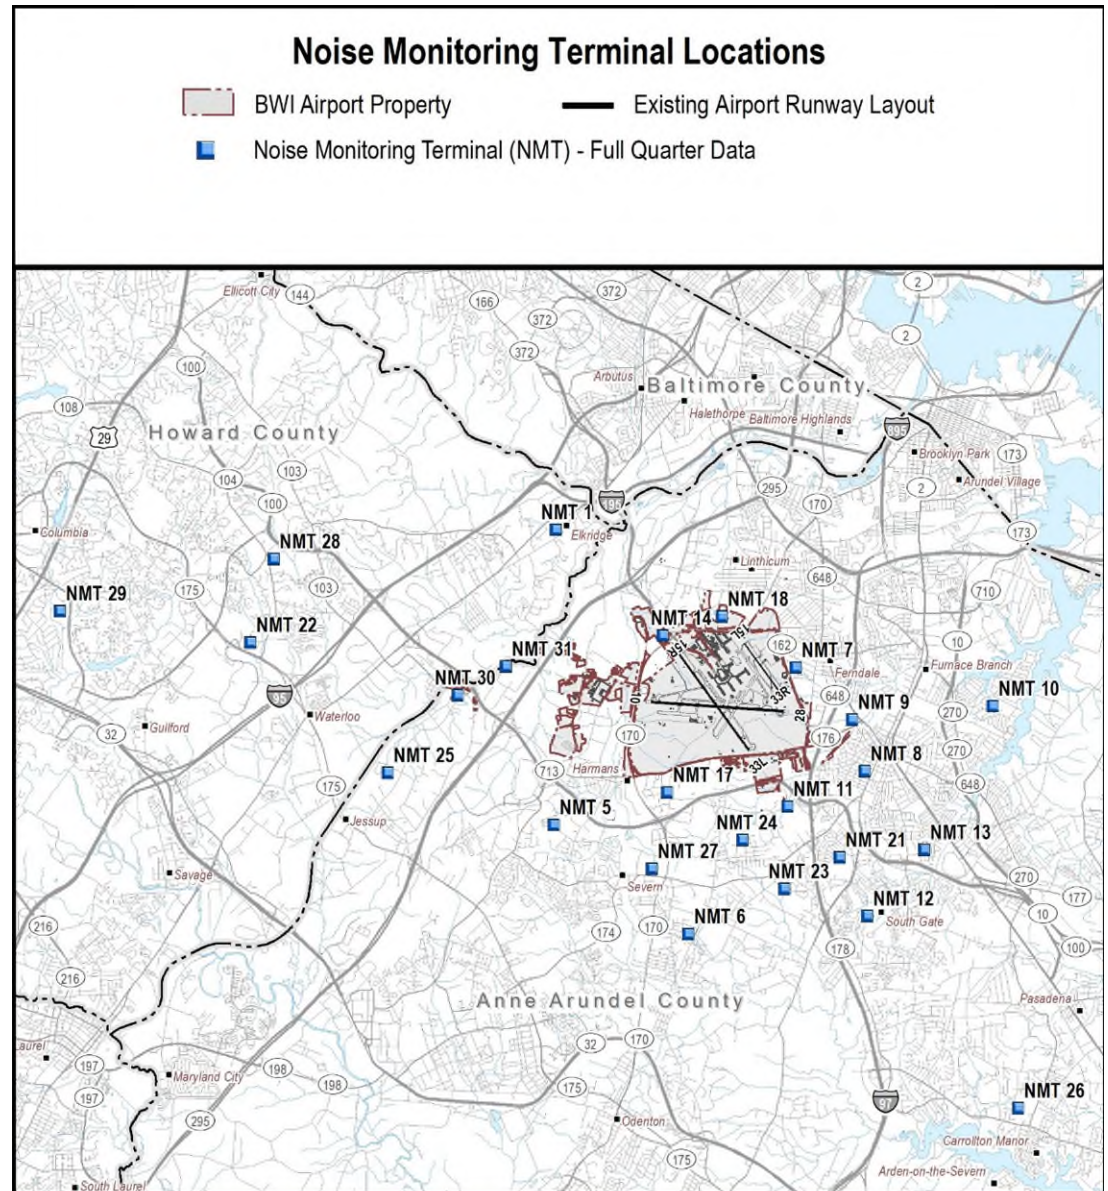 Noise Monitoring Terminal Locations
BWI Airport Property
Existing Airport Runway Layout
Noise Monitoring Terminal (NMT) - Full Quarter Data
Ellicott City
144
166
372
2
372
2
372
100
Arbutus
Baltimore County
Halethorpe
Baltimore Highlands
108
29
Howard County
895
Brooklyn Park
173
103
104
295
170
2
Arundel Village
100
195
173
Columbia
NMT 1
Elkridge
NMT 28
Linthicum
103
648
710
175
NMT 29
NMT 18
NMT 22
NMT 14
15R
15L
162
NMT 7
10
NMT 31
Ferndale
Furnace Branch
NMT 30
33R
10
28
648
NMT 9
NMT 10
270
95
Waterloo
Guilford
32
170
176
270
NMT 25
713
Harmans
33L
NMT 8
648
175
NMT 17
NMT 11
Jessup
NMT 5
NMT 24
NMT 21
NMT 13
NMT 27
NMT 23
Savage
Severn
270
177
NMT 12
South Gate
10
216
174
170
NMT 6
178
100
216
Anne Arundel County
Pasadena
Laurel
32
170
197
198
Maryland City
198
175
197
97
NMT 26
295
Odenton
Carrollton Manor
175
Arden-on-the-Severn
South Laurel